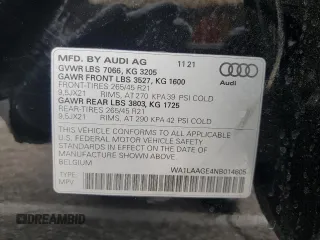 MFD. BY AUDI AG 11 21
GVWR LBS 7066, KG 3205
GAWR FRONT LBS 3527, KG 1600
FRONT-TIRES 265/45 R21
9,5JX21 RIMS, AT 270 KPA 39 PSI COLD
GAWR REAR LBS 3803, KG 1725
REAR-TIRES 265/45 R21
9,5JX21 RIMS, AT 290 KPA 42 PSI COLD
THIS VEHICLE CONFORMS TO ALL APPLICABLE
U.S. FEDERAL MOTOR VEHICLE SAFETY
STANDARDS IN EFFECT ON THE DATE OF
MANUFACTURE SHOWN ABOVE
BELGIUM
TYPE: WA1LAAGE4NB014605
MPV
DREAMBID